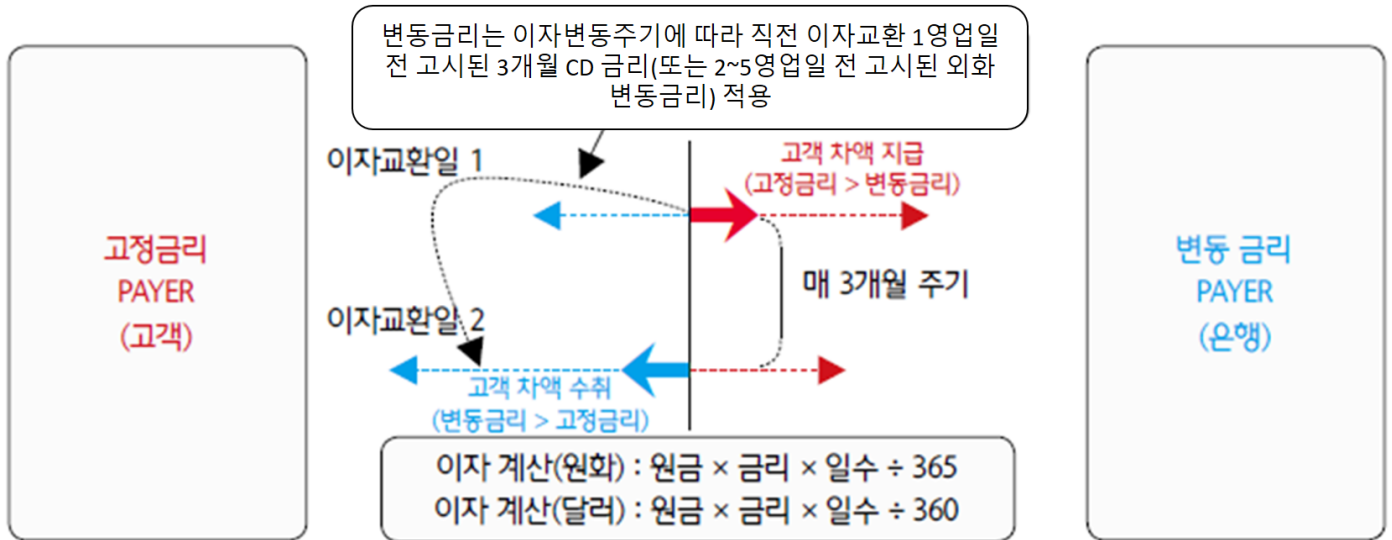 변동금리는 이자변동주기에 따라 직전 이자교환 1영업일
전 고시된 3개월 CD 금리(또는 2~5영업일 전 고시된 외화
변동금리) 적용
이자교환일 1
고객 차액 지급
(고정금리 > 변동금리)
고정금리
PAYER
(고객)
매 3개월 주기
변동 금리
PAYER
(은행)
이자교환일 2
고객 차액 수취
(변동금리 > 고정금리)
이자 계산(원화) : 원금 × 금리 × 일수 ÷ 365
이자 계산(달러) : 원금 × 금리 × 일수 ÷ 360